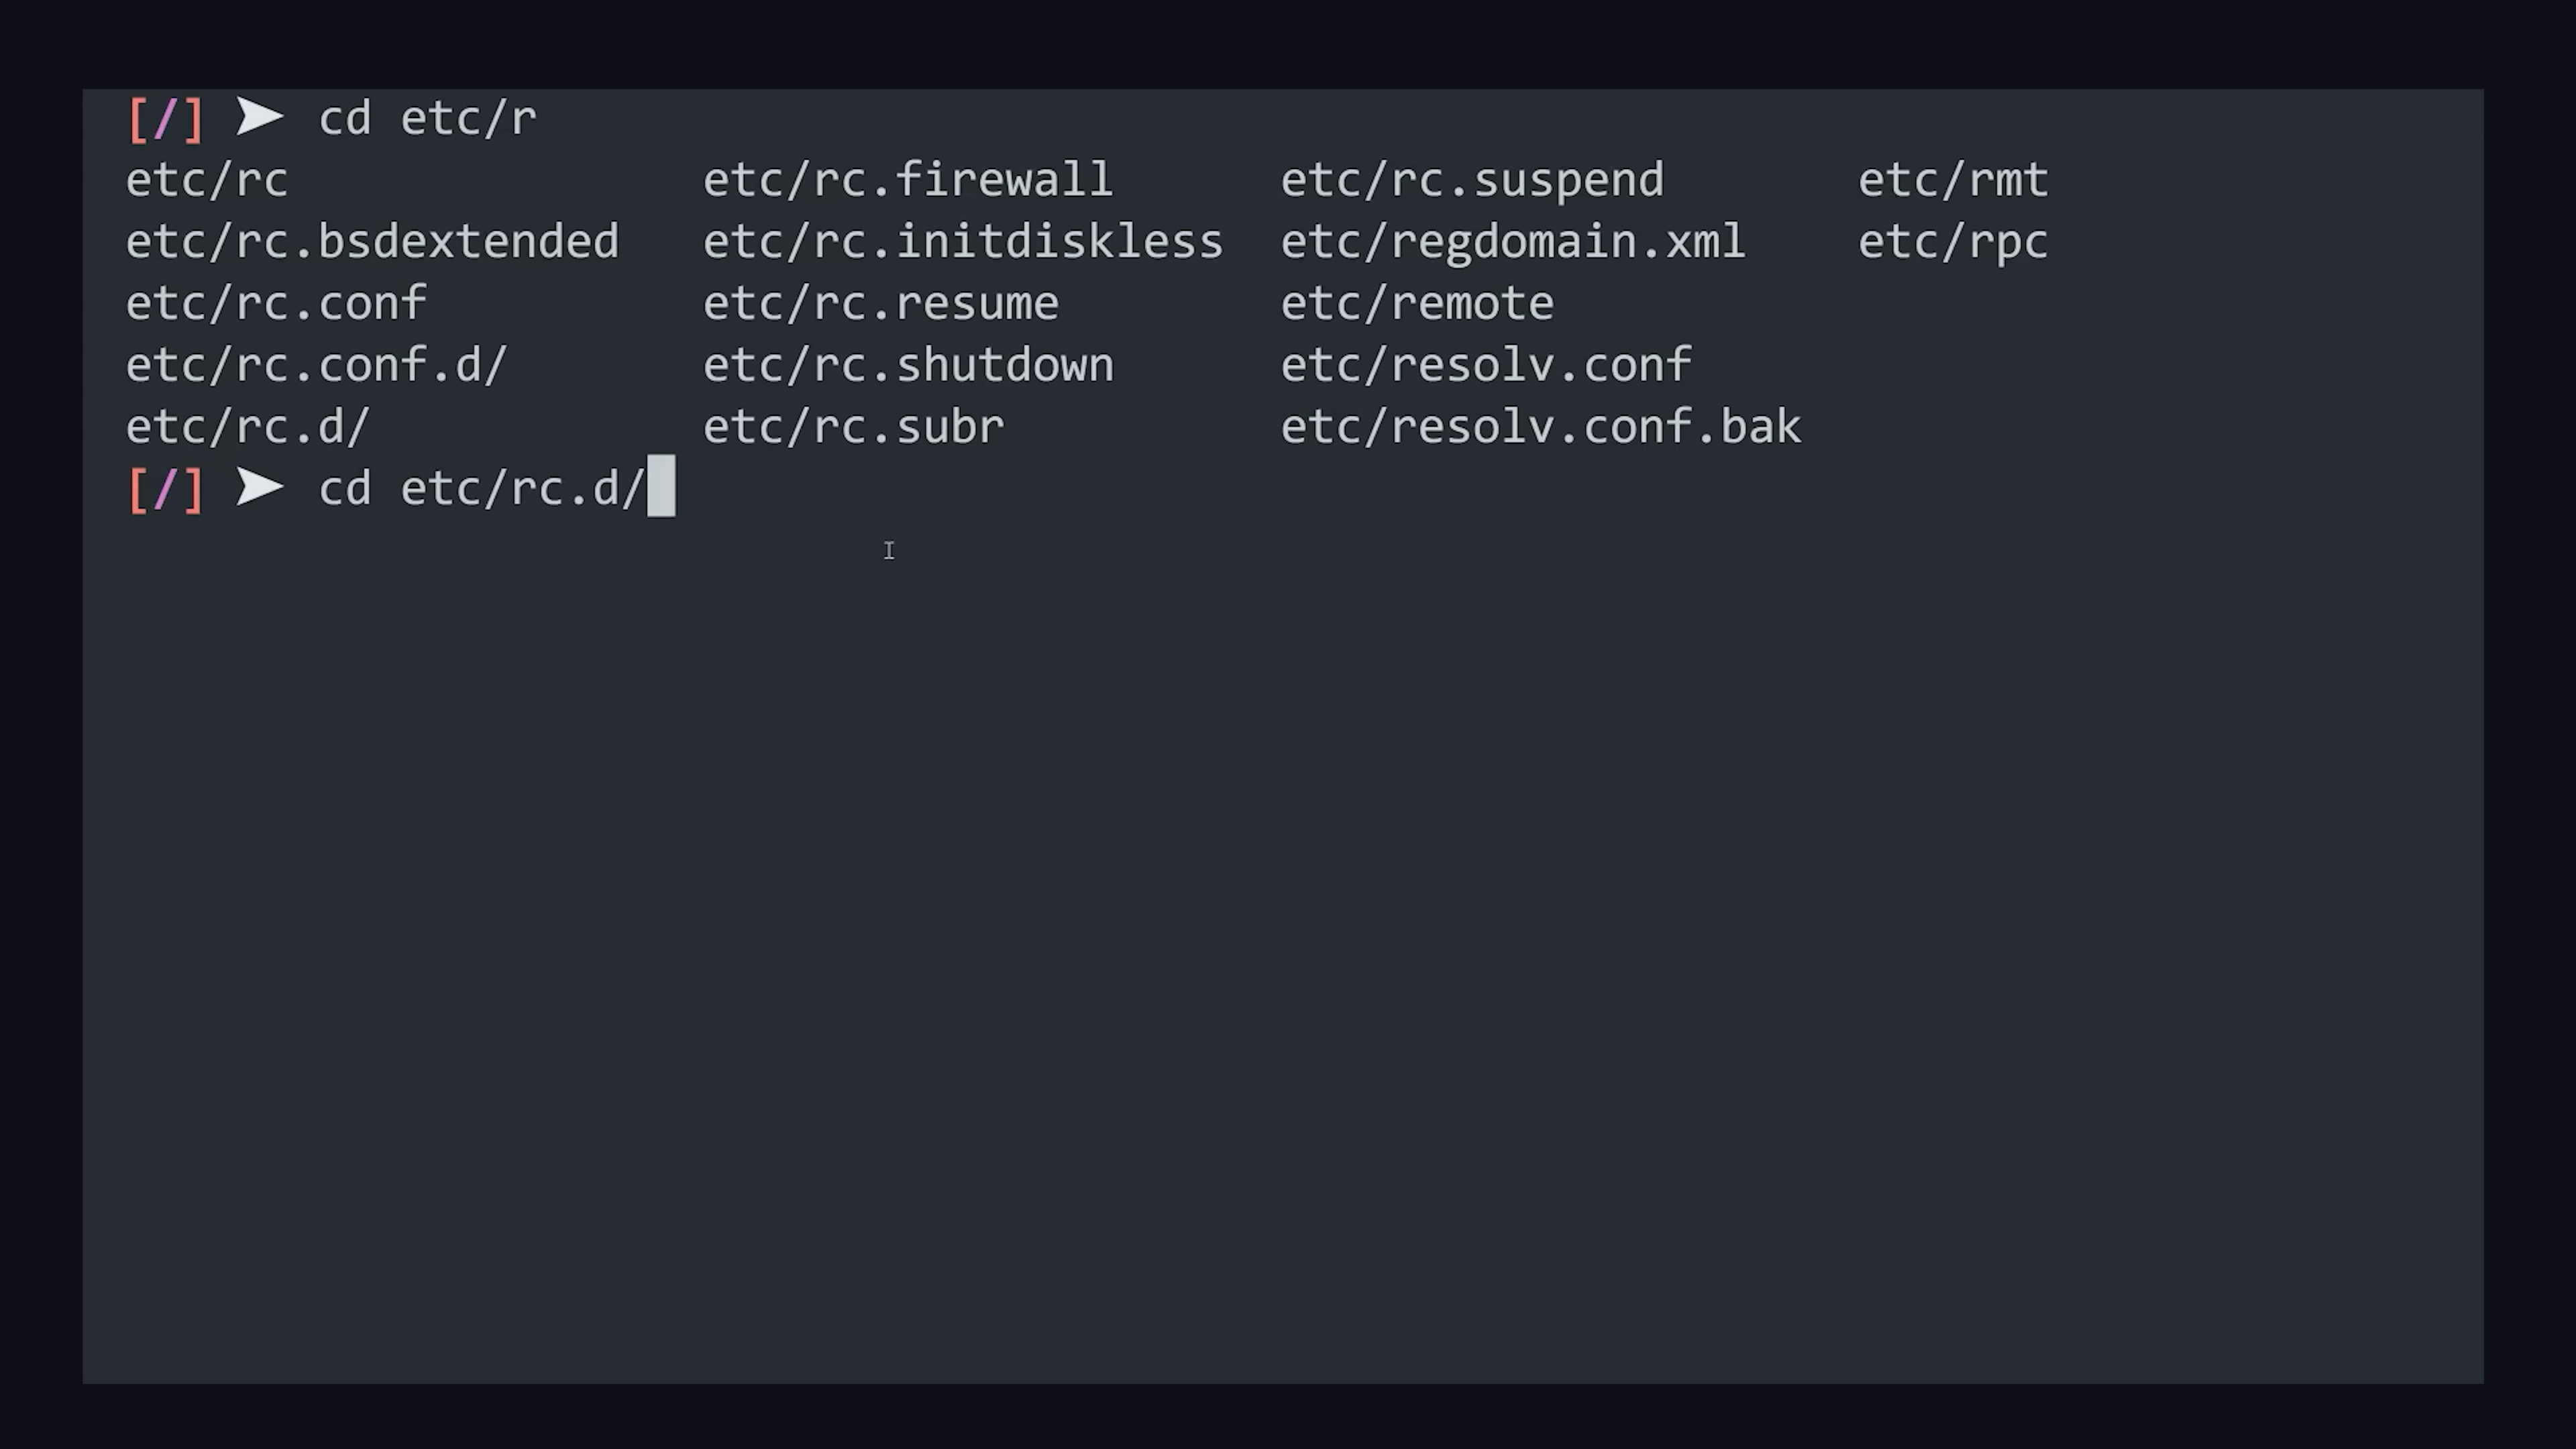 [/] ➤ cd etc/r
etc/rc etc/rc.firewall etc/rc.suspend etc/rmt
etc/rc.bsdextended etc/rc.initdiskless etc/regdomain.xml etc/rpc
etc/rc.conf etc/rc.resume etc/remote
etc/rc.conf.d/ etc/rc.shutdown etc/resolv.conf
etc/rc.d/ etc/rc.subr etc/resolv.conf.bak
[/] ➤ cd etc/rc.d/